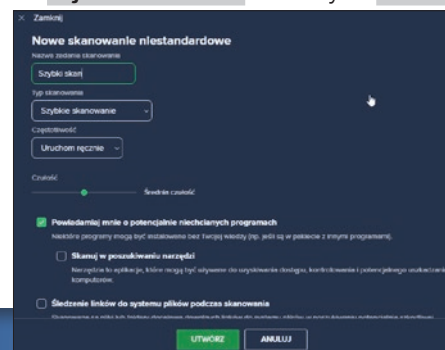 Zamknij
Nowe skanowanie niestandardowe
Nazwa zadania skanowania
Szybki skan
Typ skanowania
Szybkie skanowanie
Częstotliwość
Uruchom ręcznie
Czułość
Średnia czułość
Powiadamiaj mnie o potencjalnie niechcianych programach
Niektóre programy mogą być instalowane bez Twojej wiedzy (np. jeśli są w pakiecie z innymi programami).
Skanuj w poszukiwaniu narzędzi
Narzędzia to aplikacje, które mogą być używane do uzyskiwania dostępu, kontrolowania i potencjalnego uszkadzania
komputerów.
Śledzenie linków do systemu plików podczas skanowania
UTWÓRZ
ANULUJ